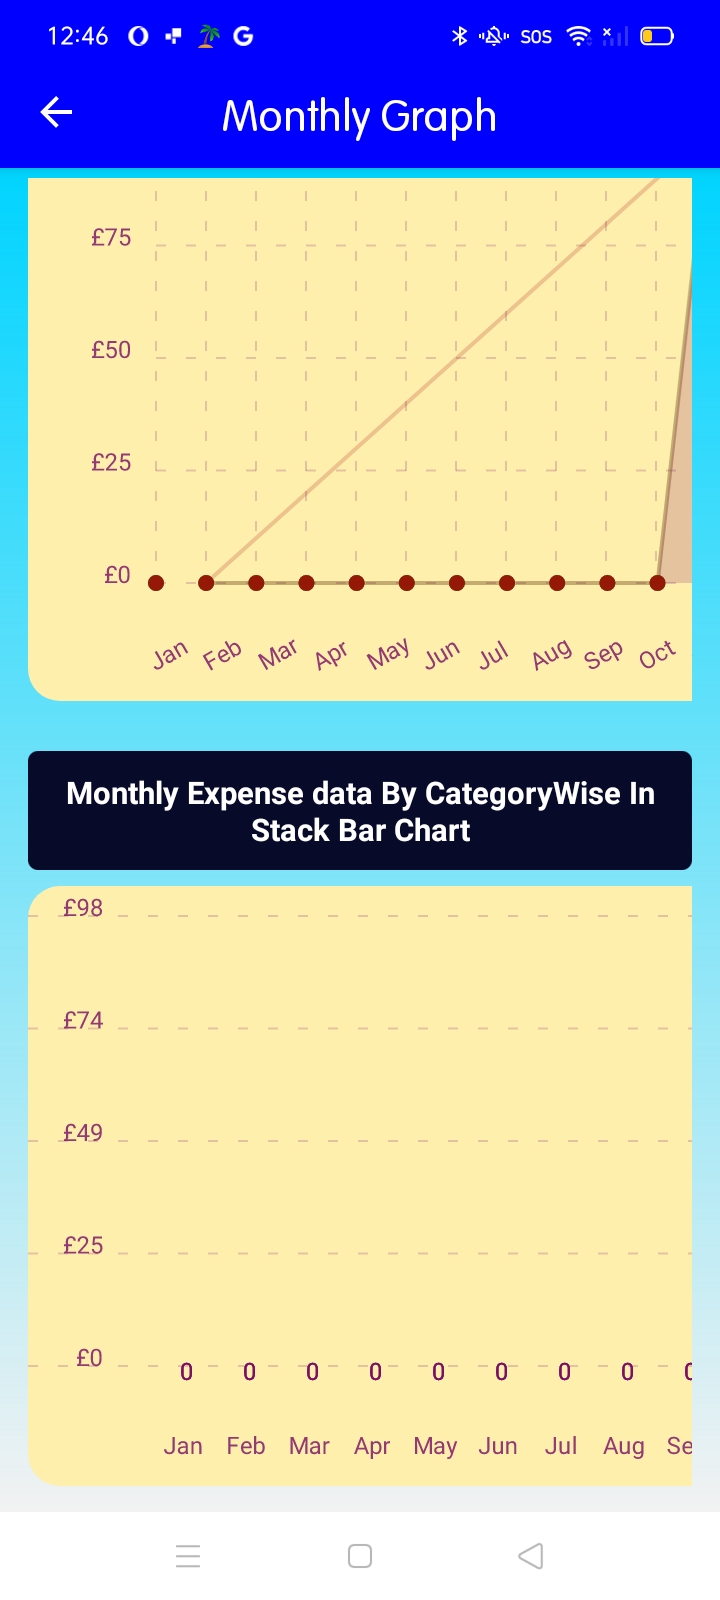 12:46 G SOS
Monthly Graph
£75
£50
£25
£0
Jan Feb Mar Apr May Jun Jul Aug Sep Oct
Monthly Expense data By CategoryWise In
Stack Bar Chart
£98
£74
£49
£25
£0
0 0 0 0 0 0 0 0
Jan Feb Mar Apr May Jun Jul Aug Se